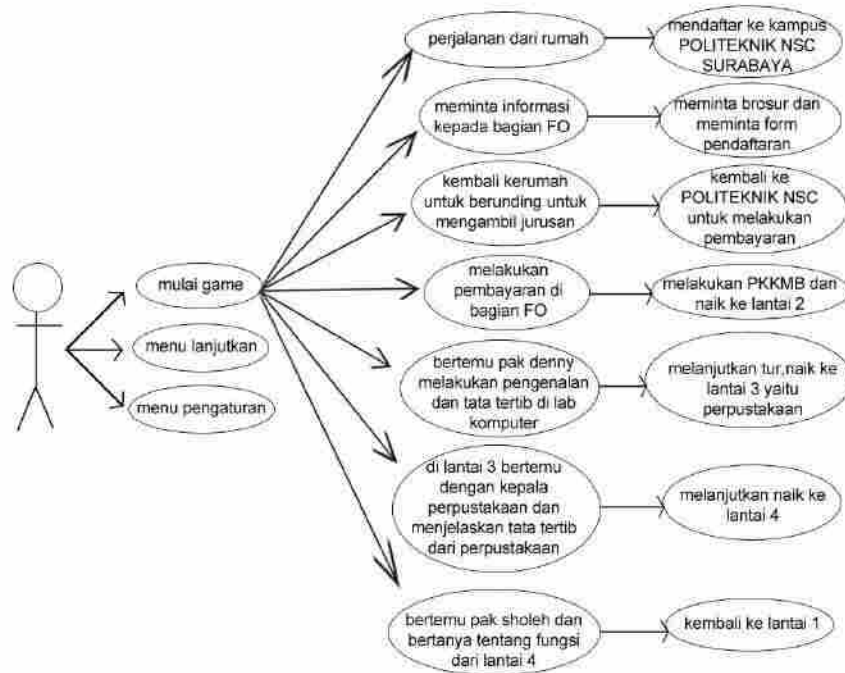 perjalanan dari rumah
mendaftar ke kampus
POLITEKNIK NSC
SURABAYA
meminta informasi
kepada bagian FO
meminta brosur dan
meminta form
pendaftaran
kembali kerumah
untuk berunding untuk
mengambil jurusan
kembali ke
POLITEKNIK NSC
untuk melakukan
pembayaran
mulai game
menu lanjutkan
menu pengaturan
melakukan
pembayaran di
bagian FO
melakukan PKKMB dan
naik ke lantai 2
bertemu pak denny
melakukan pengenalan
dan tata tertib di lab
komputer
melanjutkan tur,naik ke
lantai 3 yaitu
perpustakaan
di lantai 3 bertemu
dengan kepala
perpustakaan dan
menjelaskan tata tertib
dari perpustakaan
melanjutkan naik ke
lantai 4
bertemu pak sholeh dan
bertanya tentang fungsi
dari lantai 4
kembali ke lantai 1